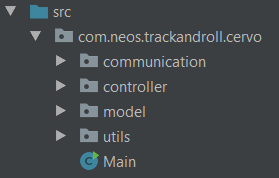 src
com.neos.trackandroll.cervo
communication
controller
model
utils
Main